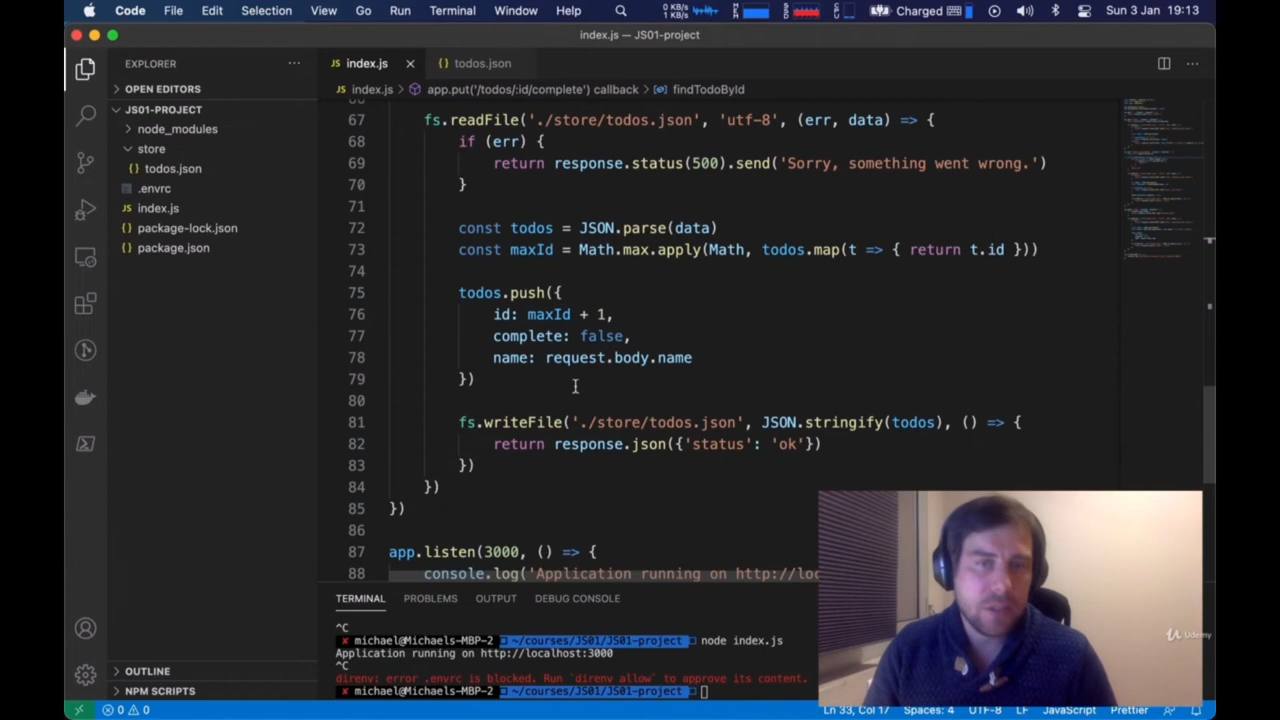 Code File Edit Selection View Go Run Terminal Window Help 0 KB/s 1 KB/s Charged Sun 3 Jan 19:13
index.js — JS01-project
EXPLORER
OPEN EDITORS
JS01-PROJECT
node_modules
store
{} todos.json
.envrc
JS index.js
package-lock.json
package.json
OUTLINE
NPM SCRIPTS
JS index.js
{} todos.json
JS index.js > app.put('/todos/:id/complete') callback > findTodoById
67 fs.readFile('./store/todos.json', 'utf-8', (err, data) => {
68 if (err) {
69 return response.status(500).send('Sorry, something went wrong.')
70 }
71
72 const todos = JSON.parse(data)
73 const maxId = Math.max.apply(Math, todos.map(t => { return t.id }))
74
75 todos.push({
76 id: maxId + 1,
77 complete: false,
78 name: request.body.name
79 })
80
81 fs.writeFile('./store/todos.json', JSON.stringify(todos), () => {
82 return response.json({'status': 'ok'})
83 })
84 })
85 })
86
87 app.listen(3000, () => {
88 console.log('Application running on
TERMINAL PROBLEMS OUTPUT DEBUG CONSOLE
^C
✘ michael@Michaels-MBP-2 ~/courses/JS01/JS01-project node index.js
Application running on http://localhost:3000
^C
direnv: error .envrc is blocked. Run `direnv allow` to approve its content.
✘ michael@Michaels-MBP-2 ~/courses/JS01/JS01-project
Udemy
0 0 Ln 33, Col 17 Spaces: 4 UTF-8 LF JavaScript Prettier